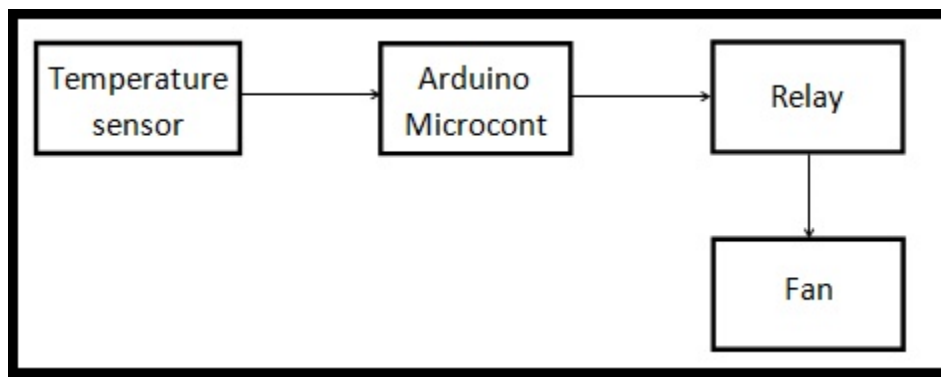 Temperature
sensor
Arduino
Microcont
Relay
Fan